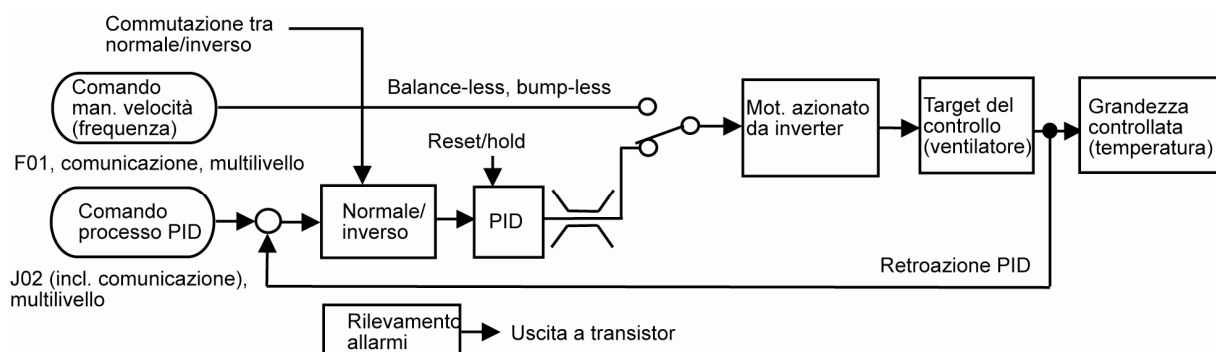 Commutazione tra
normale/inverso
Comando
man. velocità
(frequenza)
Balance-less, bump-less
Mot. azionato
da inverter
Target del
controllo
(ventilatore)
Grandezza
controllata
(temperatura)
F01, comunicazione, multilivello
Reset/hold
Comando
processo PID
Normale/
inverso
PID
J02 (incl. comunicazione),
multilivello
Retroazione PID
Rilevamento
allarmi
Uscita a transistor